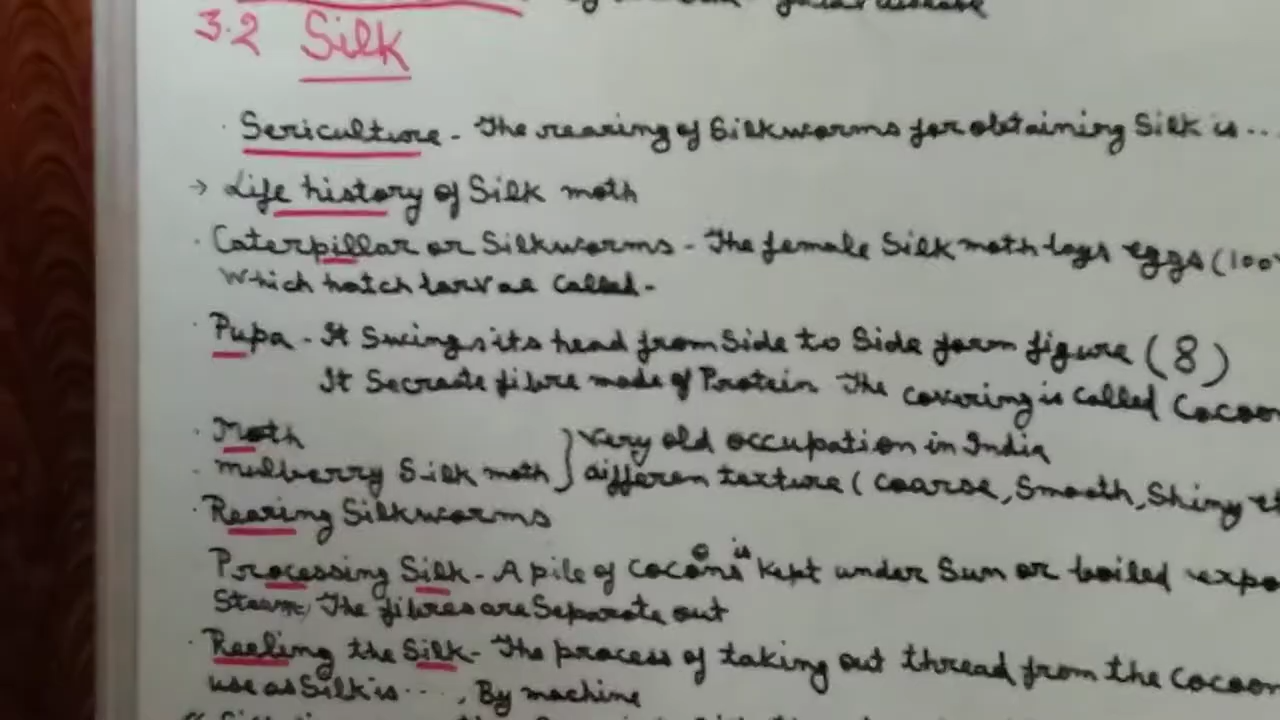 3.2 Silk
· Sericulture - The rearing of Silkworms for obtaining Silk is ...
→ Life history of Silk moth
· Caterpillar or Silkworms - The female Silk moth lays eggs (100
Which hatch larvae called -
· Pupa - It Swings its head from Side to Side form figure (8)
It Secreate fibre made of Protein The covering is called Cocoon
· Moth } Very old occupation in India
- mulberry Silk moth } differen texture (coarse, Smooth, Shiny et
· Rearing Silkworms
Processing Silk - A pile of cocoons is kept under Sun or boiled expo
Steam, The fibres are Separate out
· Reeling the Silk - The process of taking out thread from the cocoon
use as Silk is ...., By machine